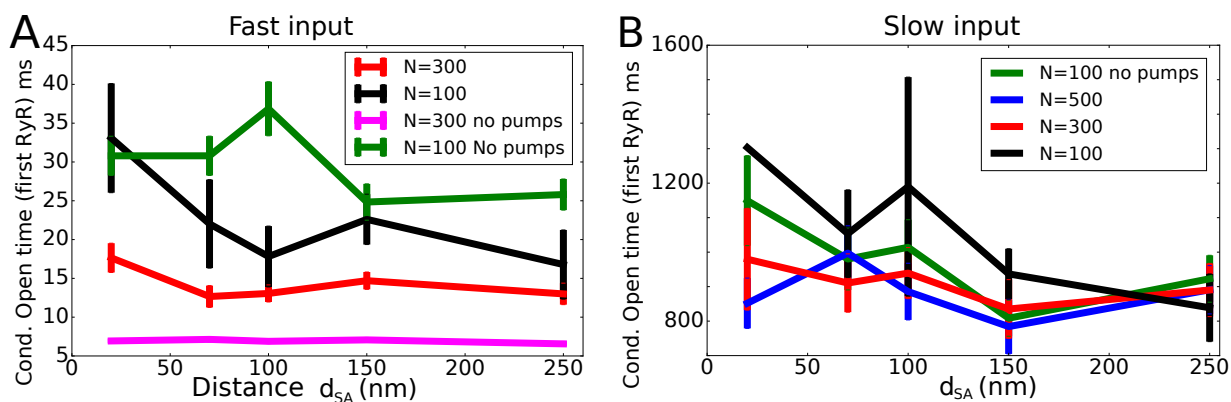 A
Fast input
Cond. Open time (first RyR) ms
45
40
35
30
25
20
15
10
5
N=300
N=100
N=300 no pumps
N=100 No pumps
0 50 100 150 200 250
Distance d_SA (nm)
B
Slow input
Cond. Open time (first RyR) ms
1600
1200
800
N=100 no pumps
N=500
N=300
N=100
0 50 100 150 200 250
d_SA (nm)